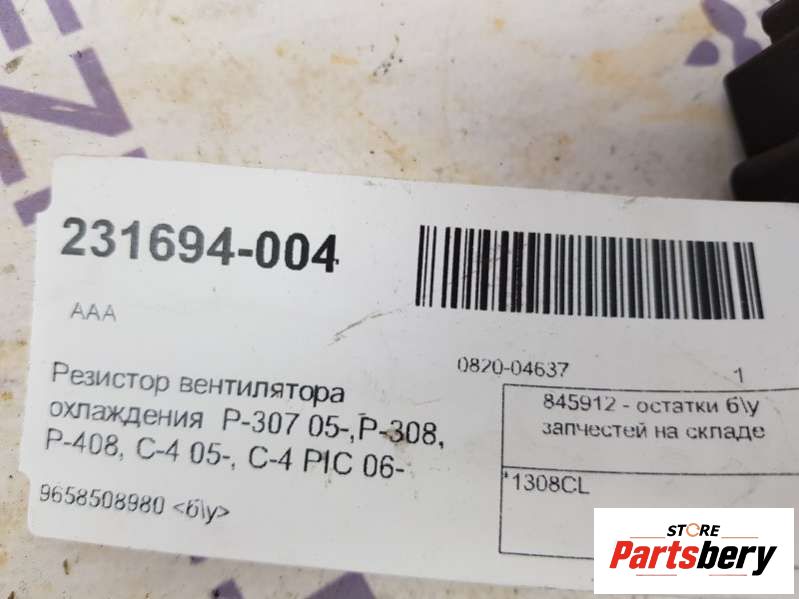 231694-004
AAA
Резистор вентилятора
охлаждения P-307 05-,P-308,
P-408, C-4 05-, C-4 PIC 06-
9658508980 <б\у>
0820-04637 1
845912 - остатки б\у
запчестей на складе
*1308CL
STORE
Partsbery